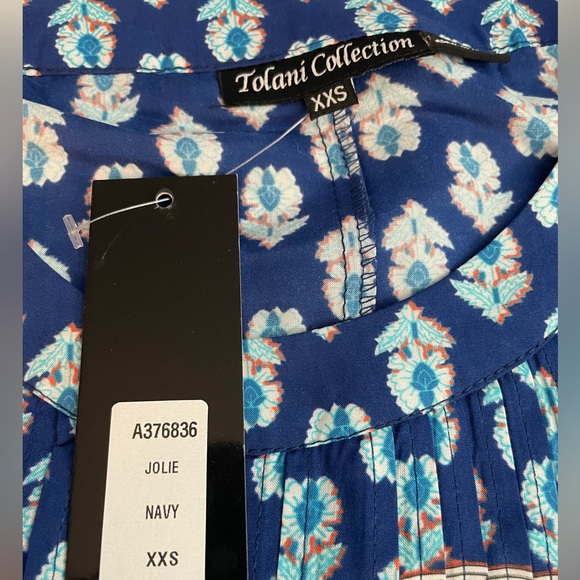 Tolani Collection
XXS
A376836
JOLIE
NAVY
XXS